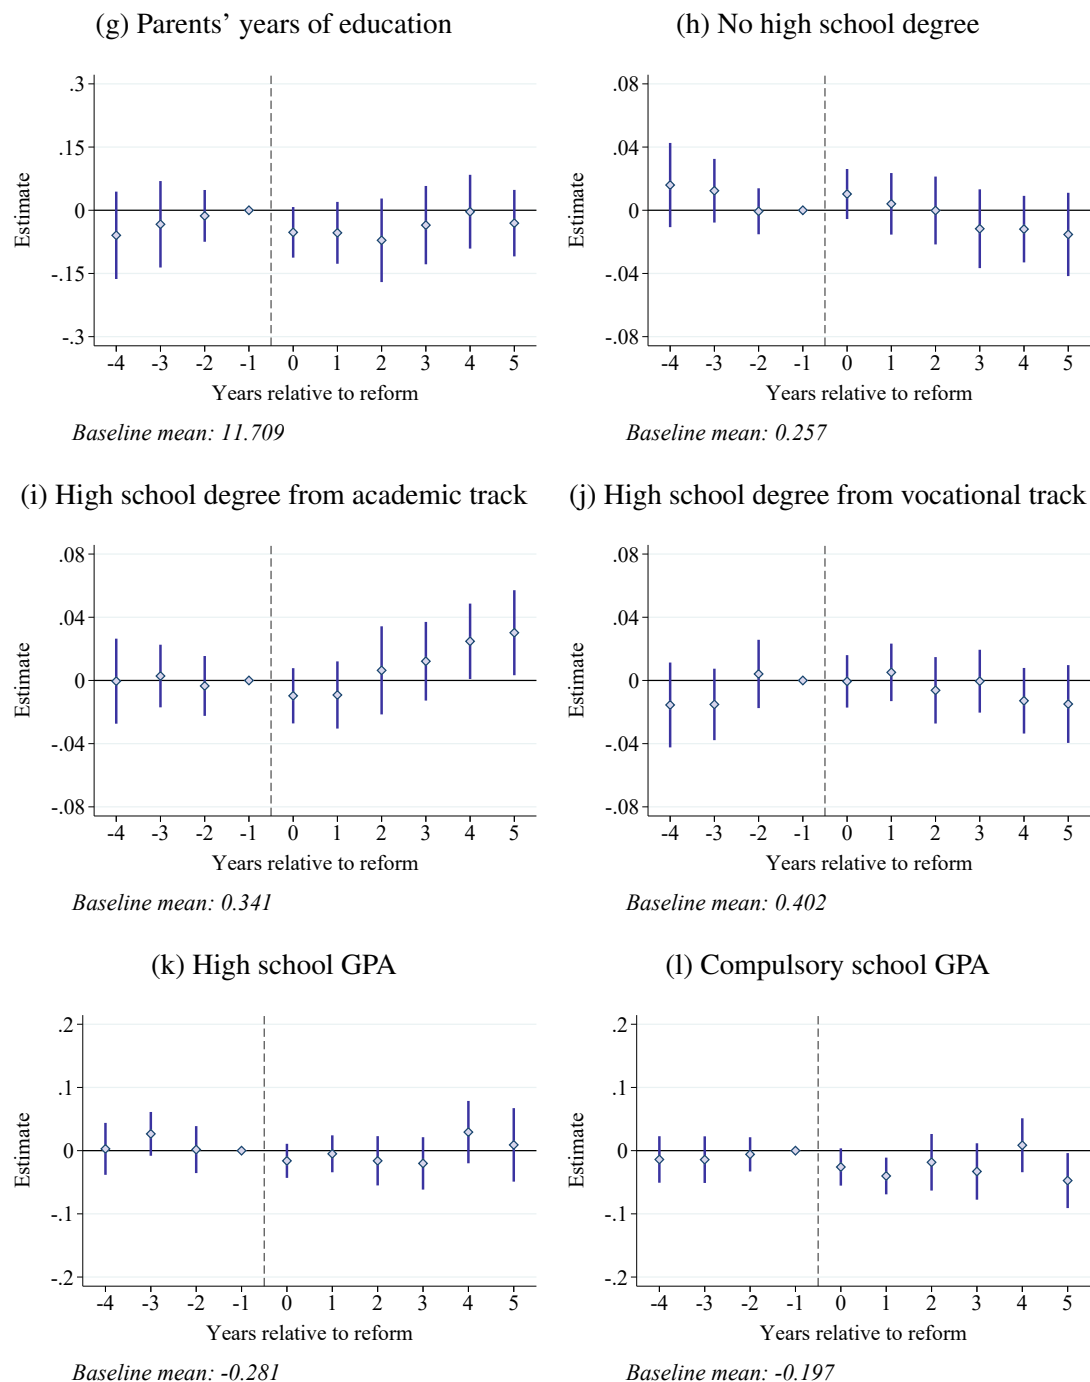 (g) Parents’ years of education
.3
.15
0
-.15
-.3
Estimate
-4 -3 -2 -1 0 1 2 3 4 5
Years relative to reform
Baseline mean: 11.709
(h) No high school degree
.08
.04
0
-.04
-.08
Estimate
-4 -3 -2 -1 0 1 2 3 4 5
Years relative to reform
Baseline mean: 0.257
(i) High school degree from academic track
.08
.04
0
-.04
-.08
Estimate
-4 -3 -2 -1 0 1 2 3 4 5
Years relative to reform
Baseline mean: 0.341
(j) High school degree from vocational track
.08
.04
0
-.04
-.08
Estimate
-4 -3 -2 -1 0 1 2 3 4 5
Years relative to reform
Baseline mean: 0.402
(k) High school GPA
.2
.1
0
-.1
-.2
Estimate
-4 -3 -2 -1 0 1 2 3 4 5
Years relative to reform
Baseline mean: -0.281
(l) Compulsory school GPA
.2
.1
0
-.1
-.2
Estimate
-4 -3 -2 -1 0 1 2 3 4 5
Years relative to reform
Baseline mean: -0.197